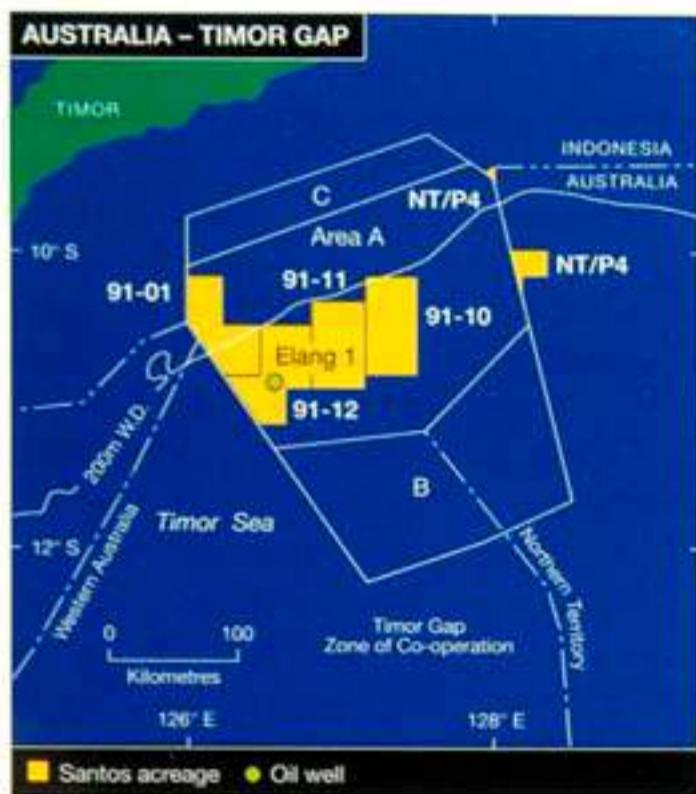 AUSTRALIA – TIMOR GAP
TIMOR
INDONESIA
AUSTRALIA
C
NT/P4
Area A
10° S
NT/P4
91-01
91-11
91-10
Elang 1
91-12
200m W.D.
B
Timor Sea
12° S
Western Australia
Northern Territory
0 100
Kilometres
Timor Gap
Zone of Co-operation
126° E
128° E
Santos acreage
Oil well